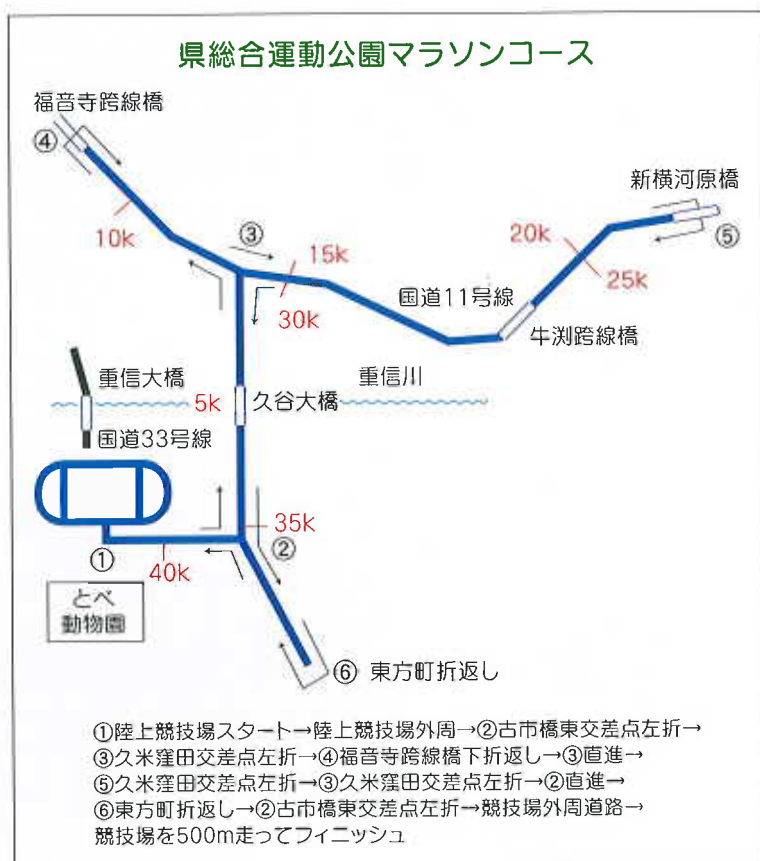 県総合運動公園マラソンコース
福音寺跨線橋
④
新横河原橋
10k
③
15k
20k
⑤
25k
国道11号線
30k
牛渕跨線橋
重信大橋
重信川
5k
久谷大橋
国道33号線
35k
①
②
40k
とべ
動物園
⑥ 東方町折返し
①陸上競技場スタート→陸上競技場外周→②古市橋東交差点左折→
③久米窪田交差点左折→④福音寺跨線橋下折返し→③直進→
⑤久米窪田交差点左折→③久米窪田交差点左折→②直進→
⑥東方町折返し→②古市橋東交差点左折→競技場外周道路→
競技場を500m走ってフィニッシュ